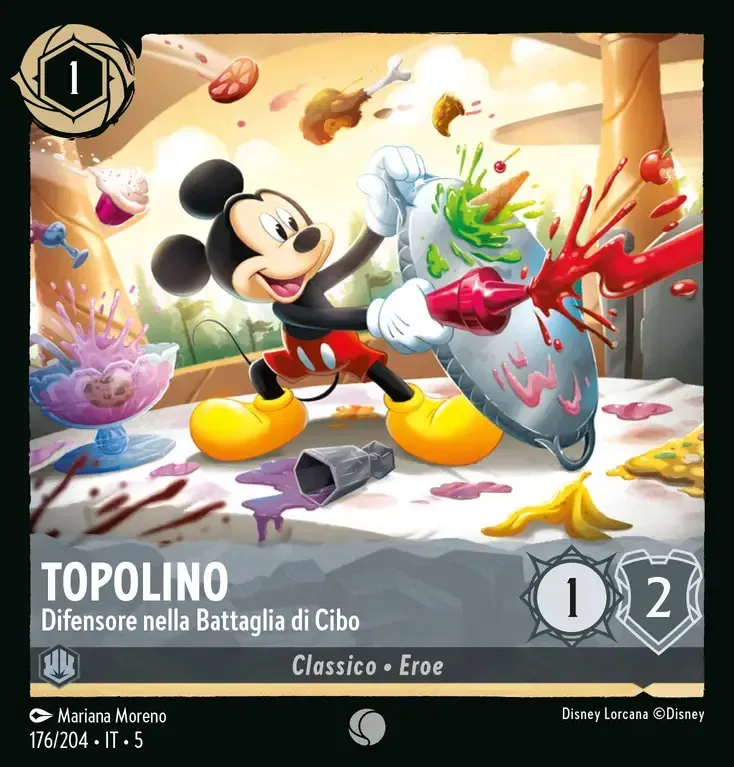 1
TOPOLINO
Difensore nella Battaglia di Cibo
1
2
Classico • Eroe
Mariana Moreno
Disney Lorcana ©Disney
176/204 • IT • 5